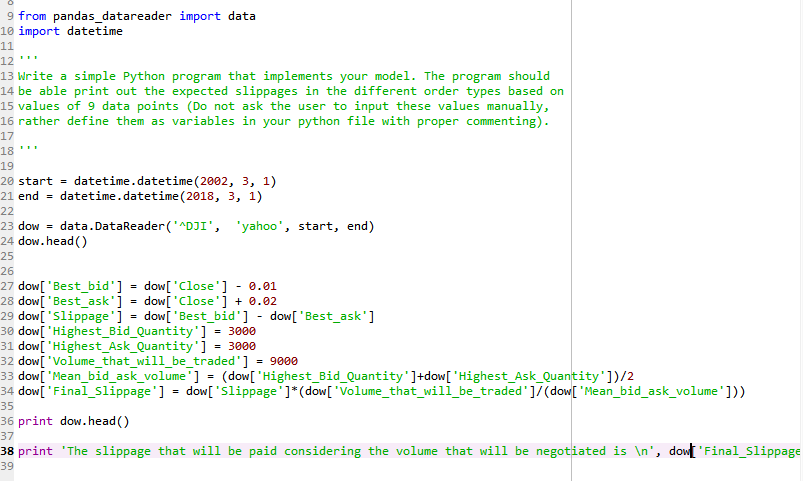 8
9 from pandas_datareader import data
10 import datetime
11
12 '''
13 Write a simple Python program that implements your model. The program should
14 be able print out the expected slippages in the different order types based on
15 values of 9 data points (Do not ask the user to input these values manually,
16 rather define them as variables in your python file with proper commenting).
17
18 '''
19
20 start = datetime.datetime(2002, 3, 1)
21 end = datetime.datetime(2018, 3, 1)
22
23 dow = data.DataReader('^DJI',  'yahoo', start, end)
24 dow.head()
25
26
27 dow['Best_bid'] = dow['Close'] - 0.01
28 dow['Best_ask'] = dow['Close'] + 0.02
29 dow['Slippage'] = dow['Best_bid'] - dow['Best_ask']
30 dow['Highest_Bid_Quantity'] = 3000
31 dow['Highest_Ask_Quantity'] = 3000
32 dow['Volume_that_will_be_traded'] = 9000
33 dow['Mean_bid_ask_volume'] = (dow['Highest_Bid_Quantity']+dow['Highest_Ask_Quantity'])/2
34 dow['Final_Slippage'] = dow['Slippage']*(dow['Volume_that_will_be_traded']/(dow['Mean_bid_ask_volume']))
35
36 print dow.head()
37
38 print 'The slippage that will be paid considering the volume that will be negotiated is \n', dow['Final_Slippage
39